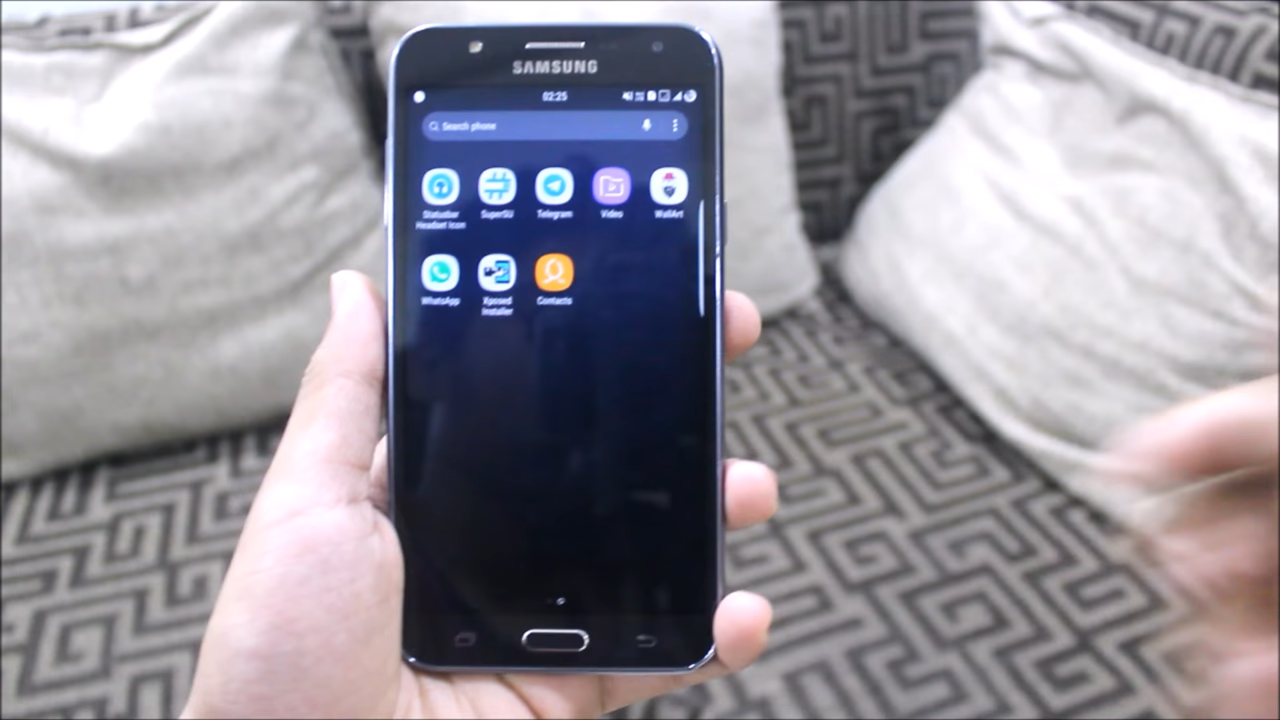 SAMSUNG
02:25
Search phone
Statusbar
Headset Icon
SuperSU
Telegram
Video
WallArt
WhatsApp
Xposed
Installer
Contacts